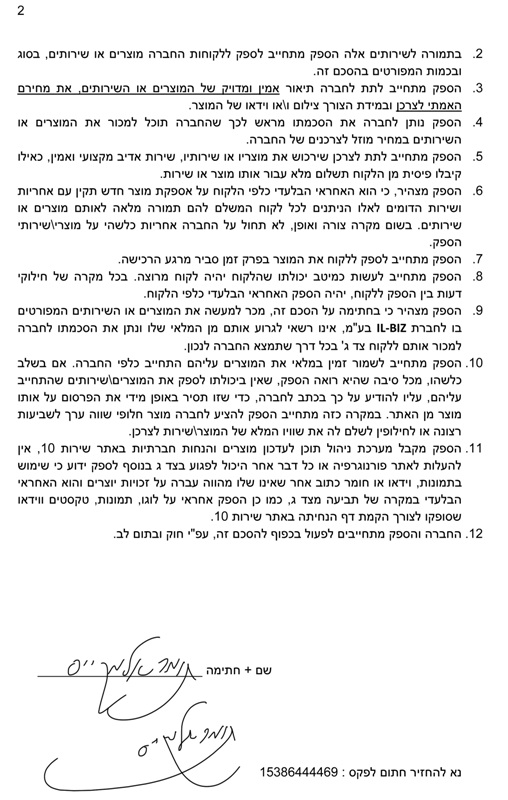 2
2. בתמורה לשירותים אלה הספק מתחייב לספק ללקוחות החברה מוצרים או שירותים, בסוג
ובכמות המפורטים בהסכם זה.
3. הספק מתחייב לתת לחברה תיאור אמין ומדויק של המוצרים או השירותים, את מחירם
האמתי לצרכן ובמידת הצורך צילום ו\או וידאו של המוצר.
4. הספק נותן לחברה את הסכמתו מראש לכך שהחברה תוכל למכור את המוצרים או
השירותים במחיר מוזל לצרכנים של החברה.
5. הספק מתחייב לתת לצרכן שירכוש את מוצריו או שירותיו, שירות אדיב מקצועי ואמין, כאילו
קיבלו פיסית מן הלקוח תשלום מלא עבור אותו מוצר או שירות.
6. הספק מצהיר, כי הוא האחראי הבלעדי כלפי הלקוח על אספקת מוצר חדש תקין עם אחריות
ושירות הדומים לאלו הניתנים לכל לקוח המשלם להם תמורה מלאה לאותם מוצרים או
שירותים. בשום מקרה צורה ואופן, לא תחול על החברה אחריות כלשהי על מוצרי\שירותי
הספק.
7. הספק מתחייב לספק ללקוח את המוצר בפרק זמן סביר מרגע הרכישה.
8. הספק מתחייב לעשות כמיטב יכולתו שהלקוח יהיה לקוח מרוצה. בכל מקרה של חילוקי
דעות בין הספק ללקוח, יהיה הספק האחראי הבלעדי כלפי הלקוח.
9. הספק מצהיר כי בחתימה על הסכם זה, מכר למעשה את המוצרים או השירותים המפורטים
בו לחברת IL-BIZ בע"מ, אינו רשאי לגרוע אותם מן המלאי שלו ונתן את הסכמתו לחברה
למכור אותם ללקוח צד ג' בכל דרך שתמצא החברה לנכון.
10. הספק מתחייב לשמור זמין במלאי את המוצרים עליהם התחייב כלפי החברה. אם בשלב
כלשהו, מכל סיבה שהיא רואה הספק, שאין ביכולתו לספק את המוצרים\שירותים שהתחייב
עליהם, עליו להודיע על כך בכתב לחברה, כדי שזו תסיר באופן מידי את הפרסום על אותו
מוצר מן האתר. במקרה כזה מתחייב הספק להציע לחברה מוצר חלופי שווה ערך לשביעות
רצונה או לחילופין לשלם לה את שוויו המלא של המוצר\שירות לצרכן.
11. הספק מקבל מערכת ניהול תוכן לעדכון מוצרים והנחות חברתיות באתר שירות 10, אין
להעלות לאתר פורנוגרפיה או כל דבר אחר היכול לפגוע בצד ג בנוסף לספק ידוע כי שימוש
בתמונות, וידאו או חומר כתוב אחר שאינו שלו מהווה עברה על זכויות יוצרים והוא האחראי
הבלעדי במקרה של תביעה מצד ג, כמו כן הספק אחראי על לוגו, תמונות, טקסטים ווידאו
שסופקו לצורך הקמת דף הנחיתה באתר שירות 10.
12. החברה והספק מתחייבים לפעול בכפוף להסכם זה, עפ"י חוק ובתום לב.
שם + חתימה
נא להחזיר חתום לפקס : 15386444469